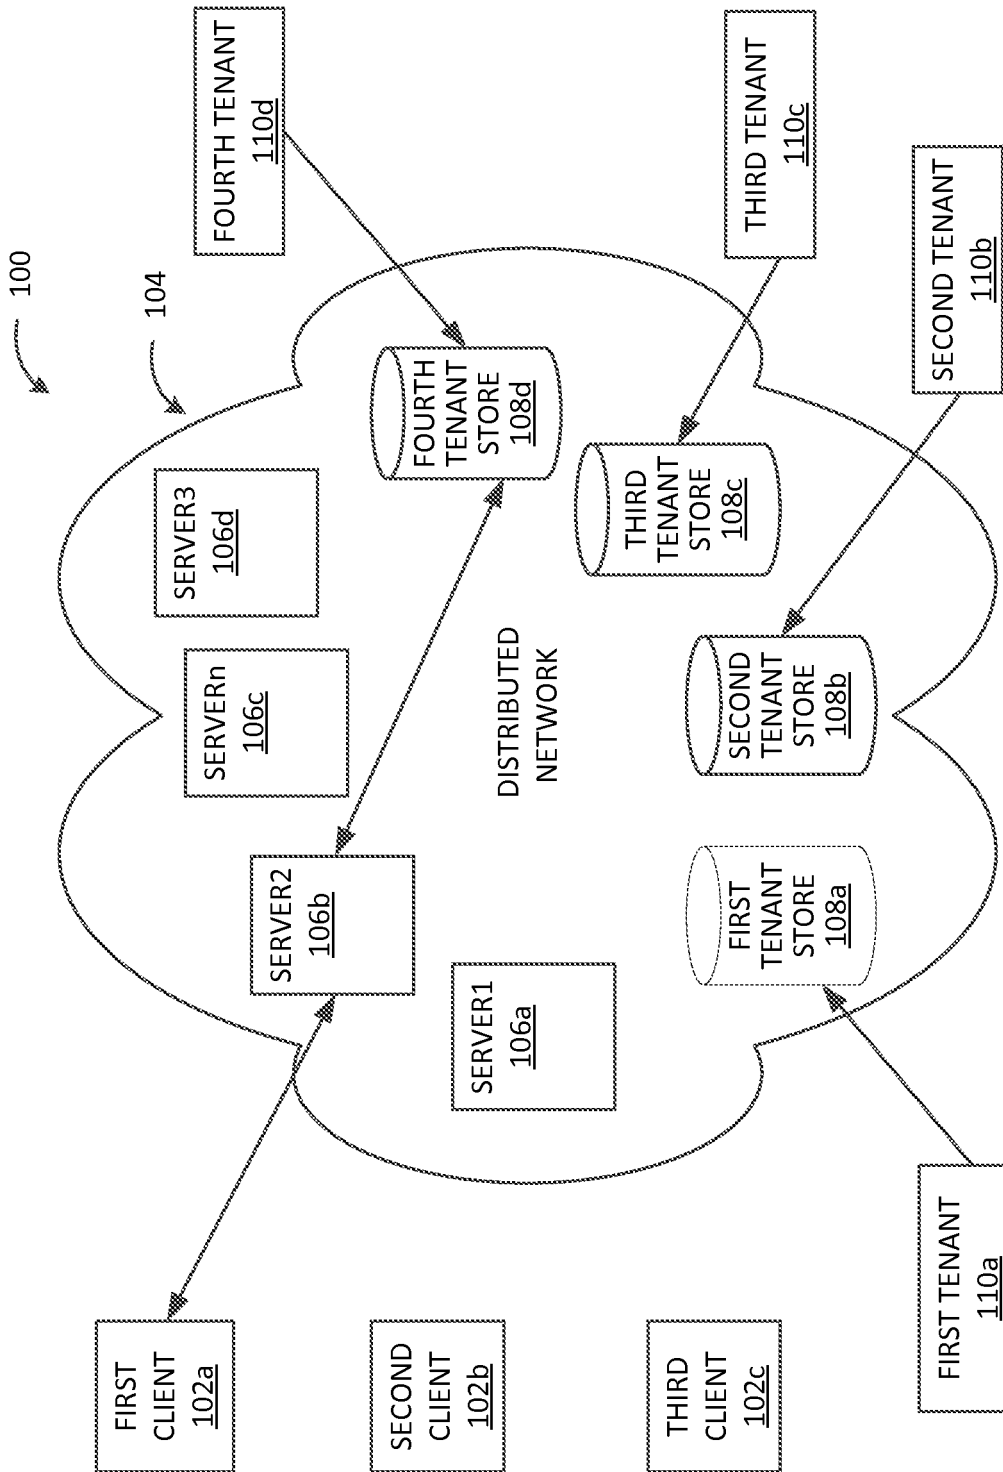 100
104
FIRST
CLIENT
102a
SECOND
CLIENT
102b
THIRD
CLIENT
102c
SERVER1
106a
SERVER2
106b
SERVERn
106c
SERVER3
106d
DISTRIBUTED
NETWORK
FIRST
TENANT
STORE
108a
SECOND
TENANT
STORE
108b
THIRD
TENANT
STORE
108c
FOURTH
TENANT
STORE
108d
FIRST TENANT
110a
SECOND TENANT
110b
THIRD TENANT
110c
FOURTH TENANT
110d